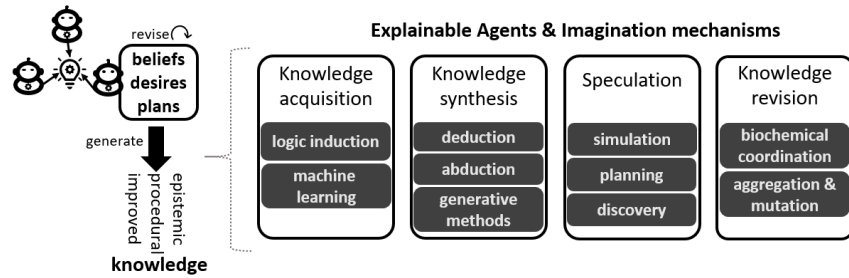 revise
beliefs
desires
plans
generate
epistemic
procedural
improved
knowledge
Explainable Agents & Imagination mechanisms
Knowledge
acquisition
logic induction
machine
learning
Knowledge
synthesis
deduction
abduction
generative
methods
Speculation
simulation
planning
discovery
Knowledge
revision
biochemical
coordination
aggregation &
mutation